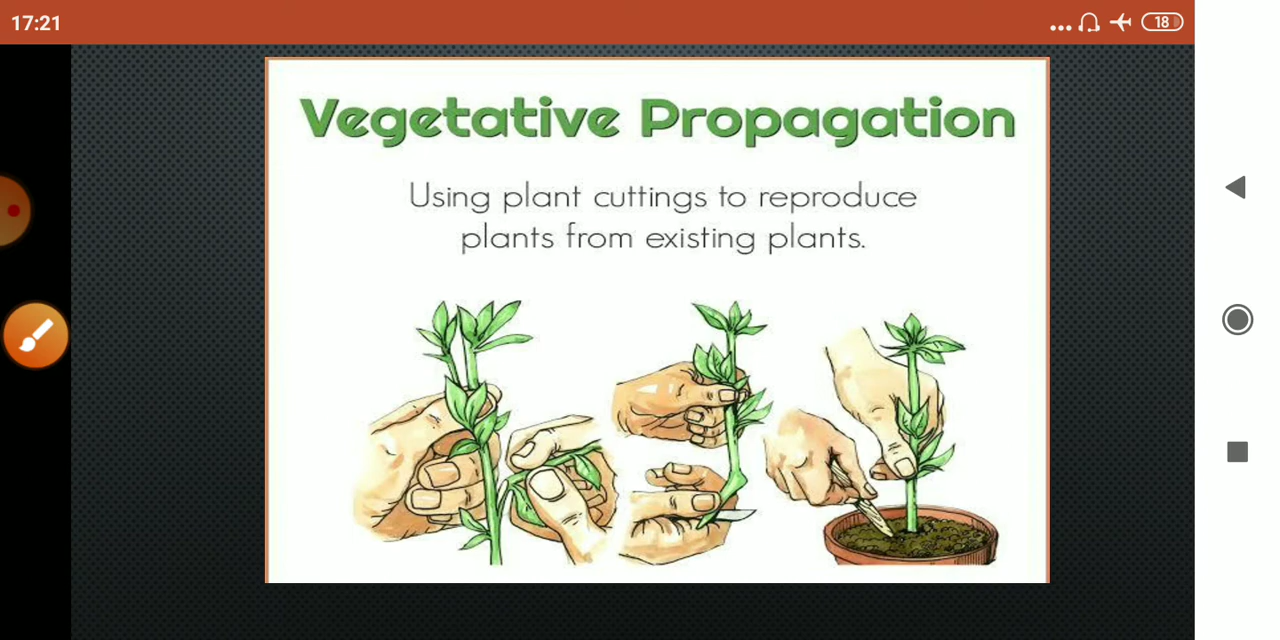 17:21
18
Vegetative Propagation
Using plant cuttings to reproduce
plants from existing plants.